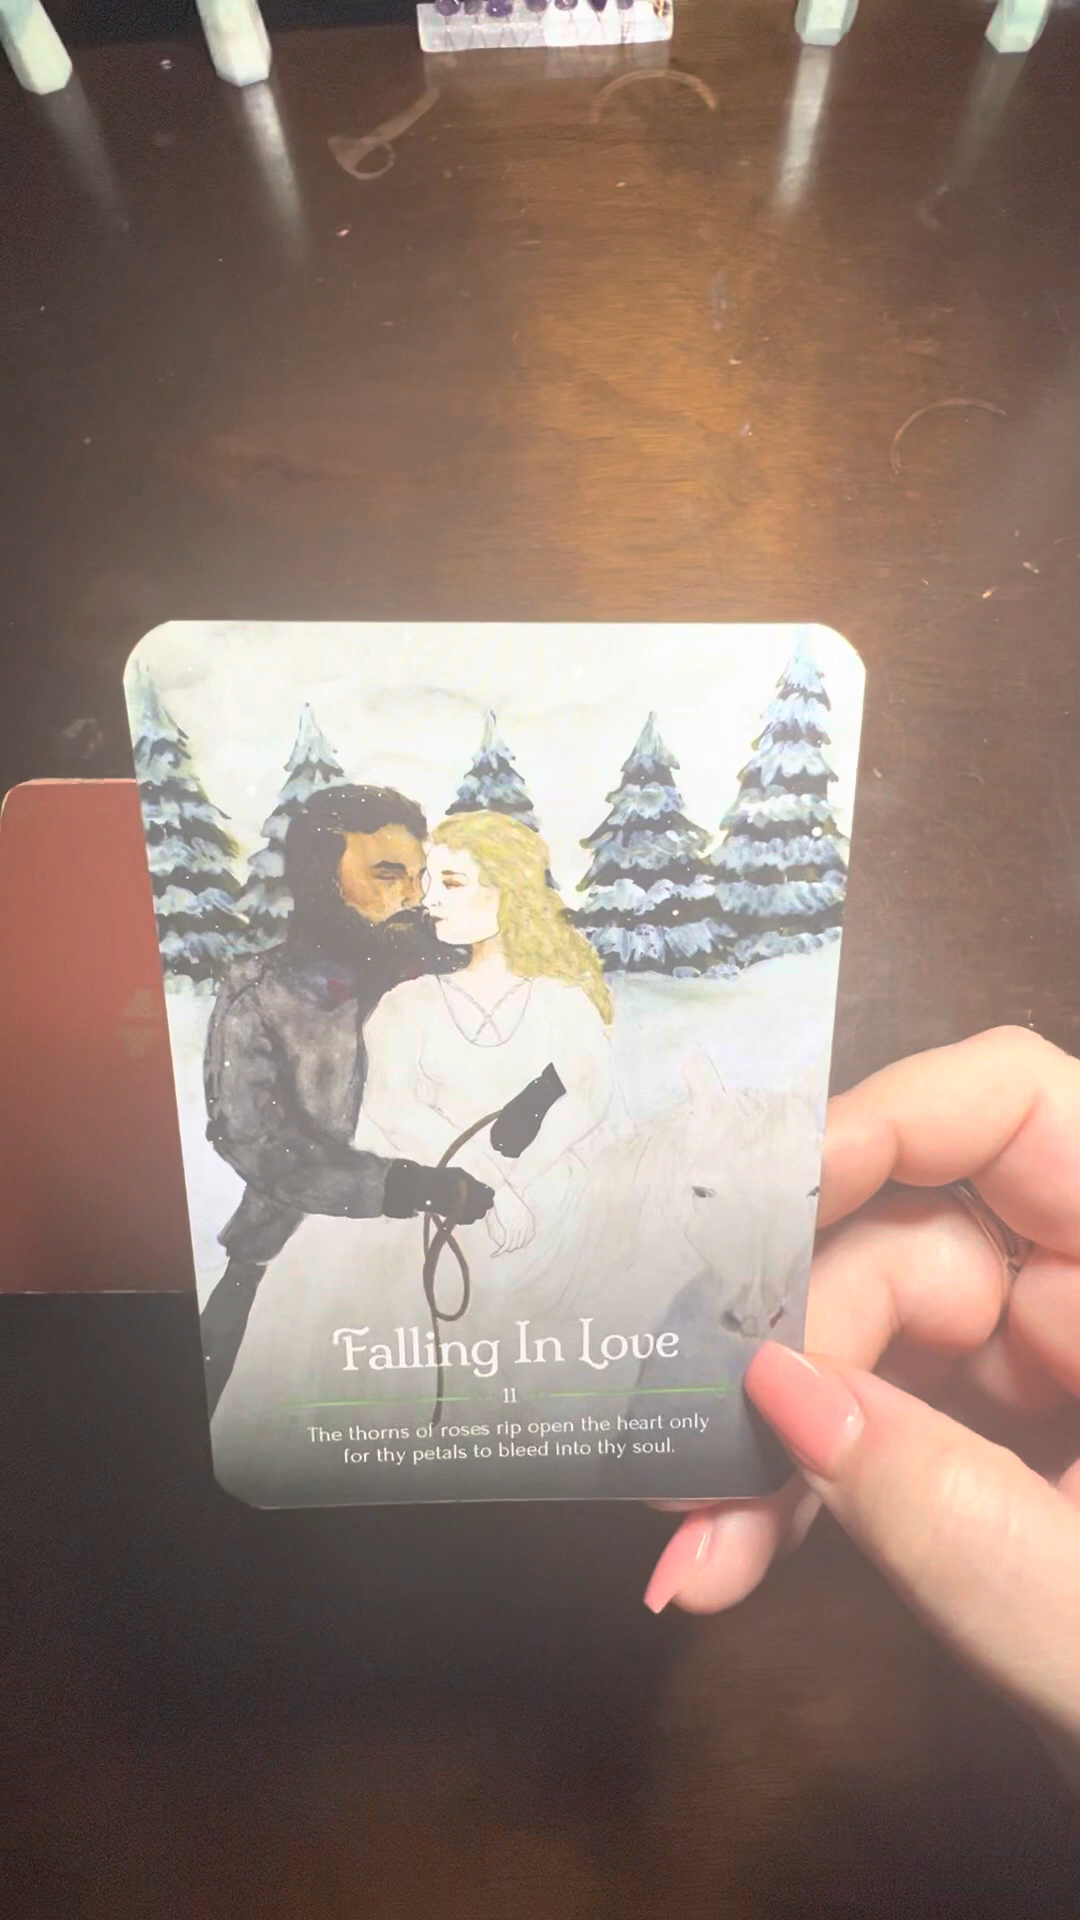 Falling In Love
11
The thorns of roses rip open the heart only
for thy petals to bleed into thy soul.